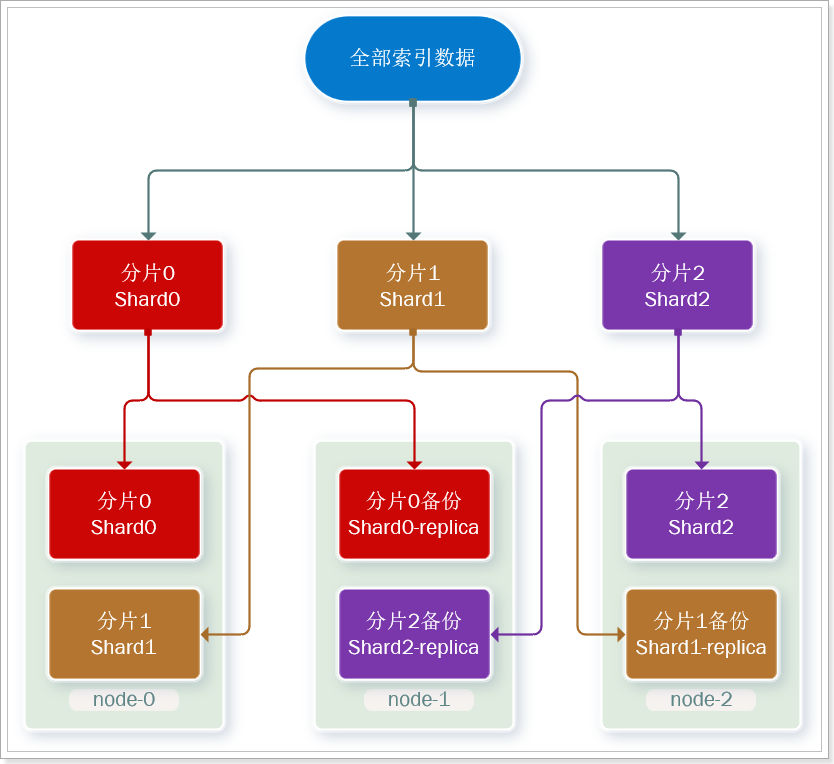 全部索引数据
分片0
Shard0
分片1
Shard1
分片2
Shard2
分片0
Shard0
分片1
Shard1
node-0
分片0备份
Shard0-replica
分片2备份
Shard2-replica
node-1
分片2
Shard2
分片1备份
Shard1-replica
node-2